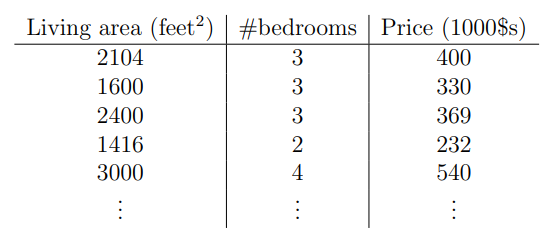 Living area (feet²) #bedrooms Price (1000$s)
2104 3 400
1600 3 330
2400 3 369
1416 2 232
3000 4 540
⋮ ⋮ ⋮